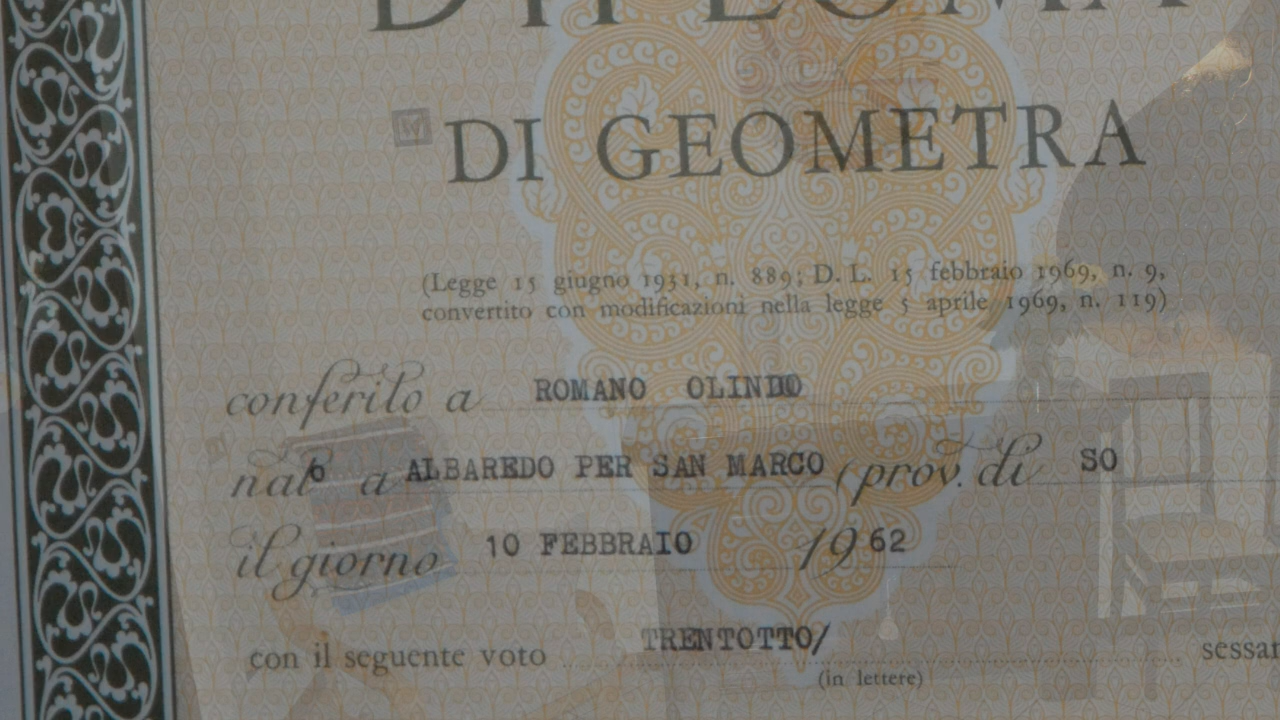 DIPLOMA
DI GEOMETRA
(Legge 15 giugno 1931, n. 889; D. L. 15 febbraio 1969, n. 9,
convertito con modificazioni nella legge 5 aprile 1969, n. 119)
conferito a ROMANO OLINDO
nato a ALBAREDO PER SAN MARCO (prov. di SO
il giorno 10 FEBBRAIO 1962
con il seguente voto TRENTOTTO/ sessan
(in lettere)